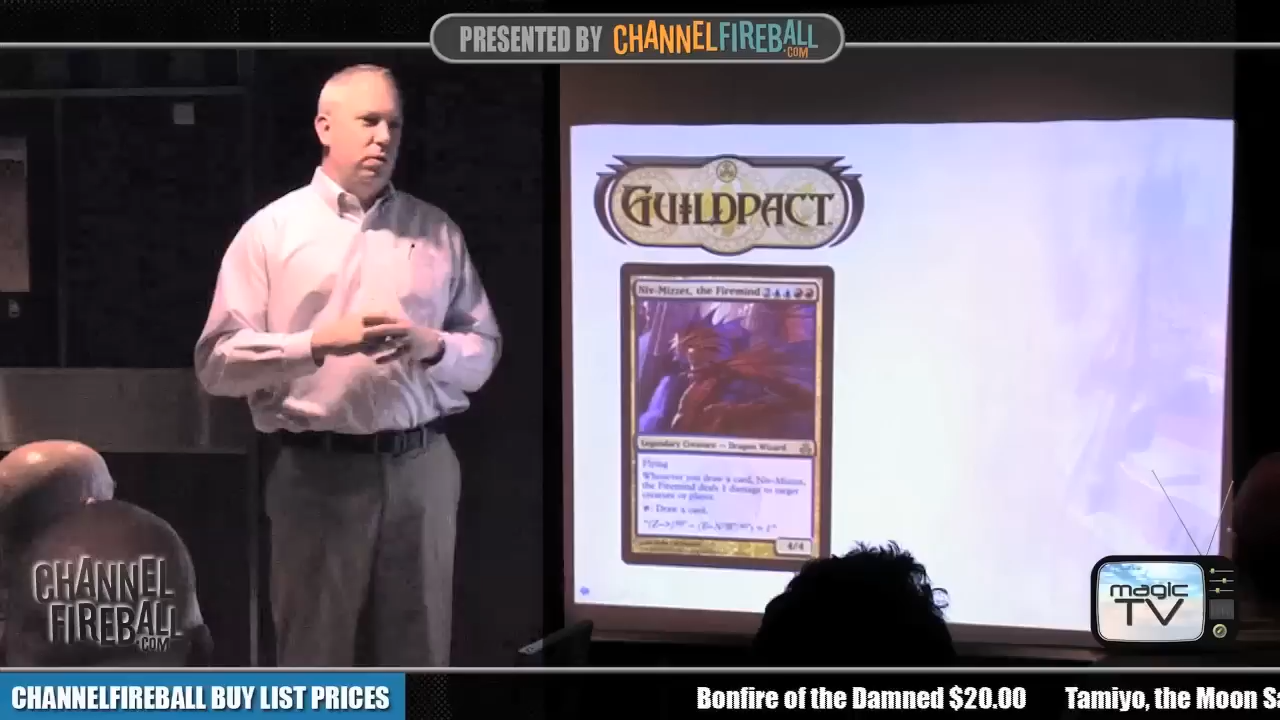 PRESENTED BY CHANNELFIREBALL.COM
GUILDPACT
Niv-Mizzet, the Firemind
Legendary Creature — Dragon Wizard
Flying
Whenever you draw a card, Niv-Mizzet,
the Firemind deals 1 damage to target
creature or player.
: Draw a card.
4/4
CHANNEL
FIREBALL
.COM
magic
TV
CHANNELFIREBALL BUY LIST PRICES
Bonfire of the Damned $20.00 Tamiyo, the Moon Sa